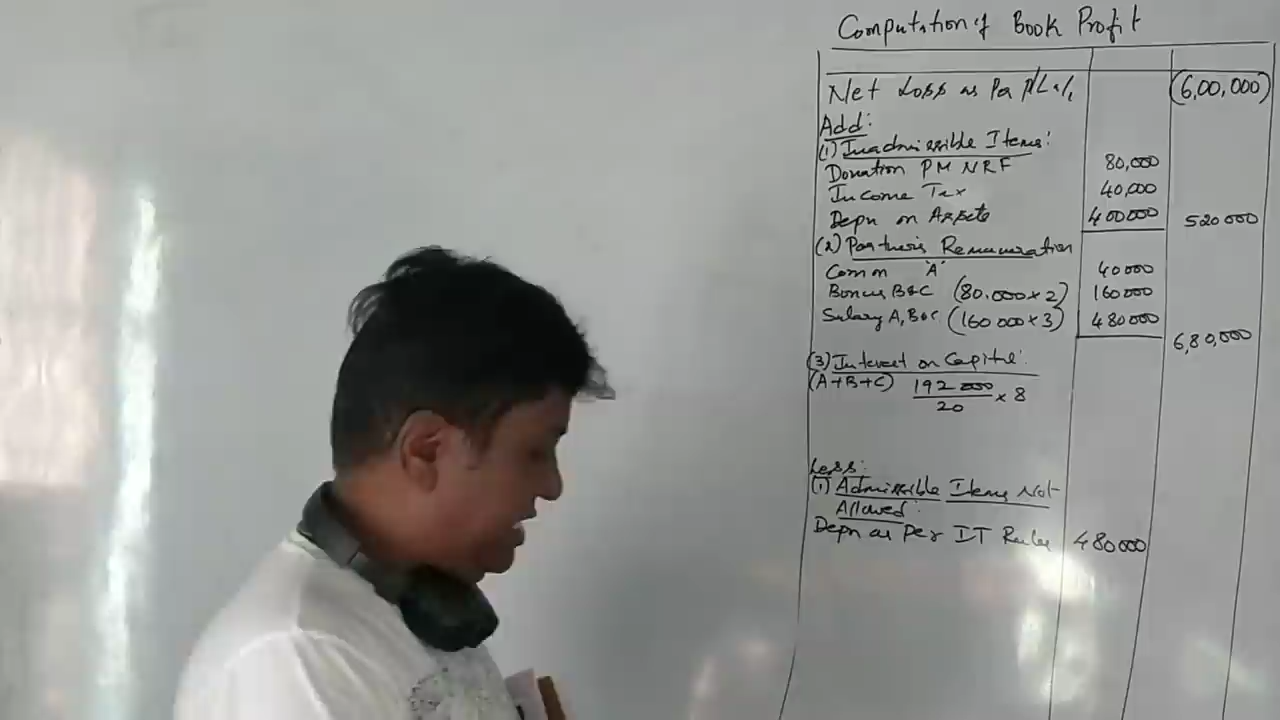 Computation of Book Profit
Net Loss as Per P/L a/c (6,00,000)
Add:
(1) Inadmissible Items:
Donation PM NRF 80,000
Income Tax 40,000
Depn on Assets 400000 520000
(2) Partners Remuneration
Comm 'A' 40000
Bonus B&C (80.000 x 2) 160000
Salary A, B & C (160000 x 3) 480000
6,80,000
(3) Interest on Capital:
(A+B+C) 192000/20 x 8
Less:
(1) Admissible Items Not
Allowed:
Depn as per IT Rules 480000